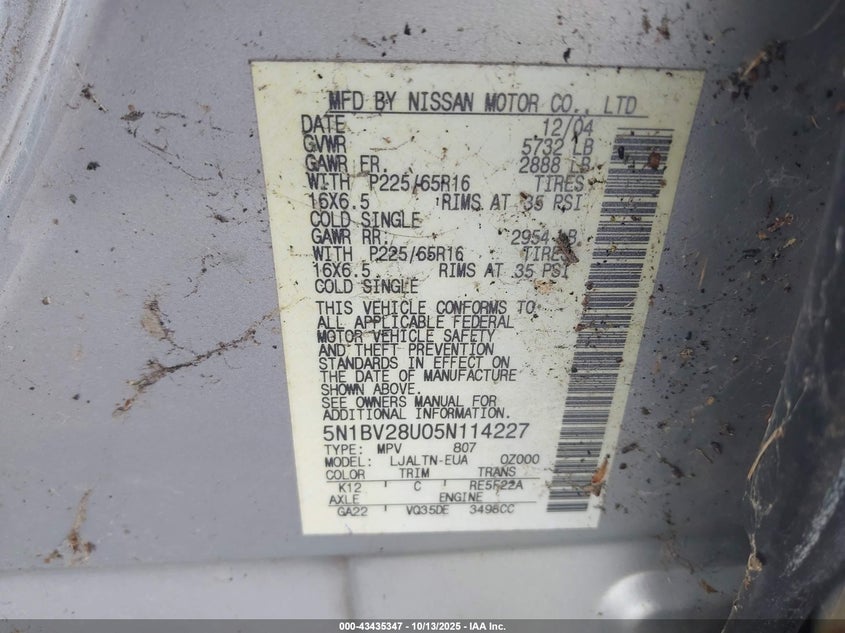 MFD BY NISSAN MOTOR CO., LTD
DATE 12/04
GVWR 5732 LB
GAWR FR. 2888 LB
WITH P225/65R16 TIRES
16X6.5 RIMS AT 35 PSI
COLD SINGLE
GAWR RR. 2954 LB
WITH P225/65R16 TIRES
16X6.5 RIMS AT 35 PSI
COLD SINGLE
THIS VEHICLE CONFORMS TO
ALL APPLICABLE FEDERAL
MOTOR VEHICLE SAFETY
AND THEFT PREVENTION
STANDARDS IN EFFECT ON
THE DATE OF MANUFACTURE
SHOWN ABOVE.
SEE OWNERS MANUAL FOR
ADDITIONAL INFORMATION.
5N1BV28U05N114227
TYPE: MPV 807
MODEL: LJALTN-EUA 0Z000
COLOR TRIM TRANS
K12 C RE5F22A
AXLE ENGINE
GA22 VQ35DE 3498CC
000-43435347 | 10/13/2025 - IAA Inc.